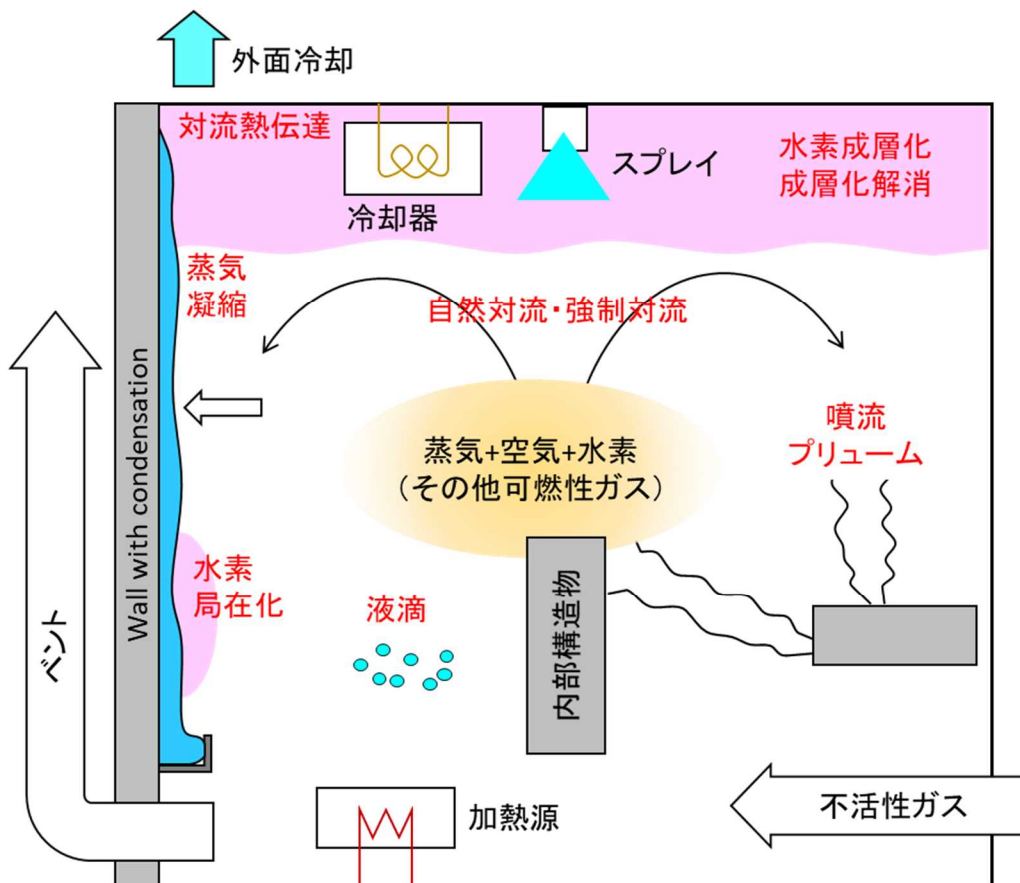 外面冷却
対流熱伝達
冷却器
スプレイ
水素成層化
成層化解消
蒸気
凝縮
自然対流・強制対流
Wall with condensation
蒸気+空気+水素
(その他可燃性ガス)
噴流
プリューム
水素
局在化
液滴
内部構造物
ベント
加熱源
不活性ガス